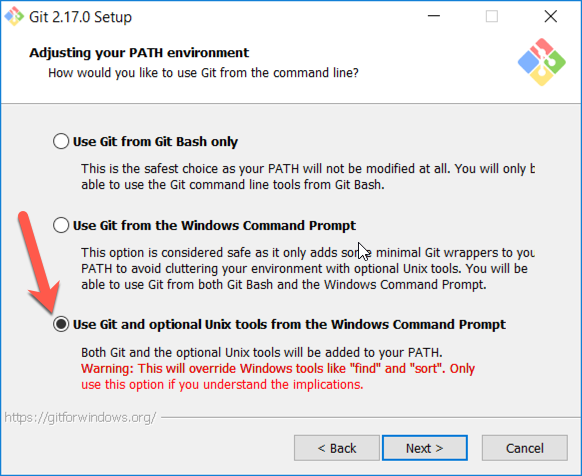 Git 2.17.0 Setup
Adjusting your PATH environment
How would you like to use Git from the command line?
Use Git from Git Bash only
This is the safest choice as your PATH will not be modified at all. You will only
able to use the Git command line tools from Git Bash.
Use Git from the Windows Command Prompt
This option is considered safe as it only adds some minimal Git wrappers to
PATH to avoid cluttering your environment with optional Unix tools. You will be
able to use Git from both Git Bash and the Windows Command Prompt.
Use Git and optional Unix tools from the Windows Command Prompt
Both Git and the optional Unix tools will be added to your PATH.
Warning: This will override Windows tools like "find" and "sort". Only
use this option if you understand the implications.
https://gitforwindows.org/
< Back
Next >
Cancel